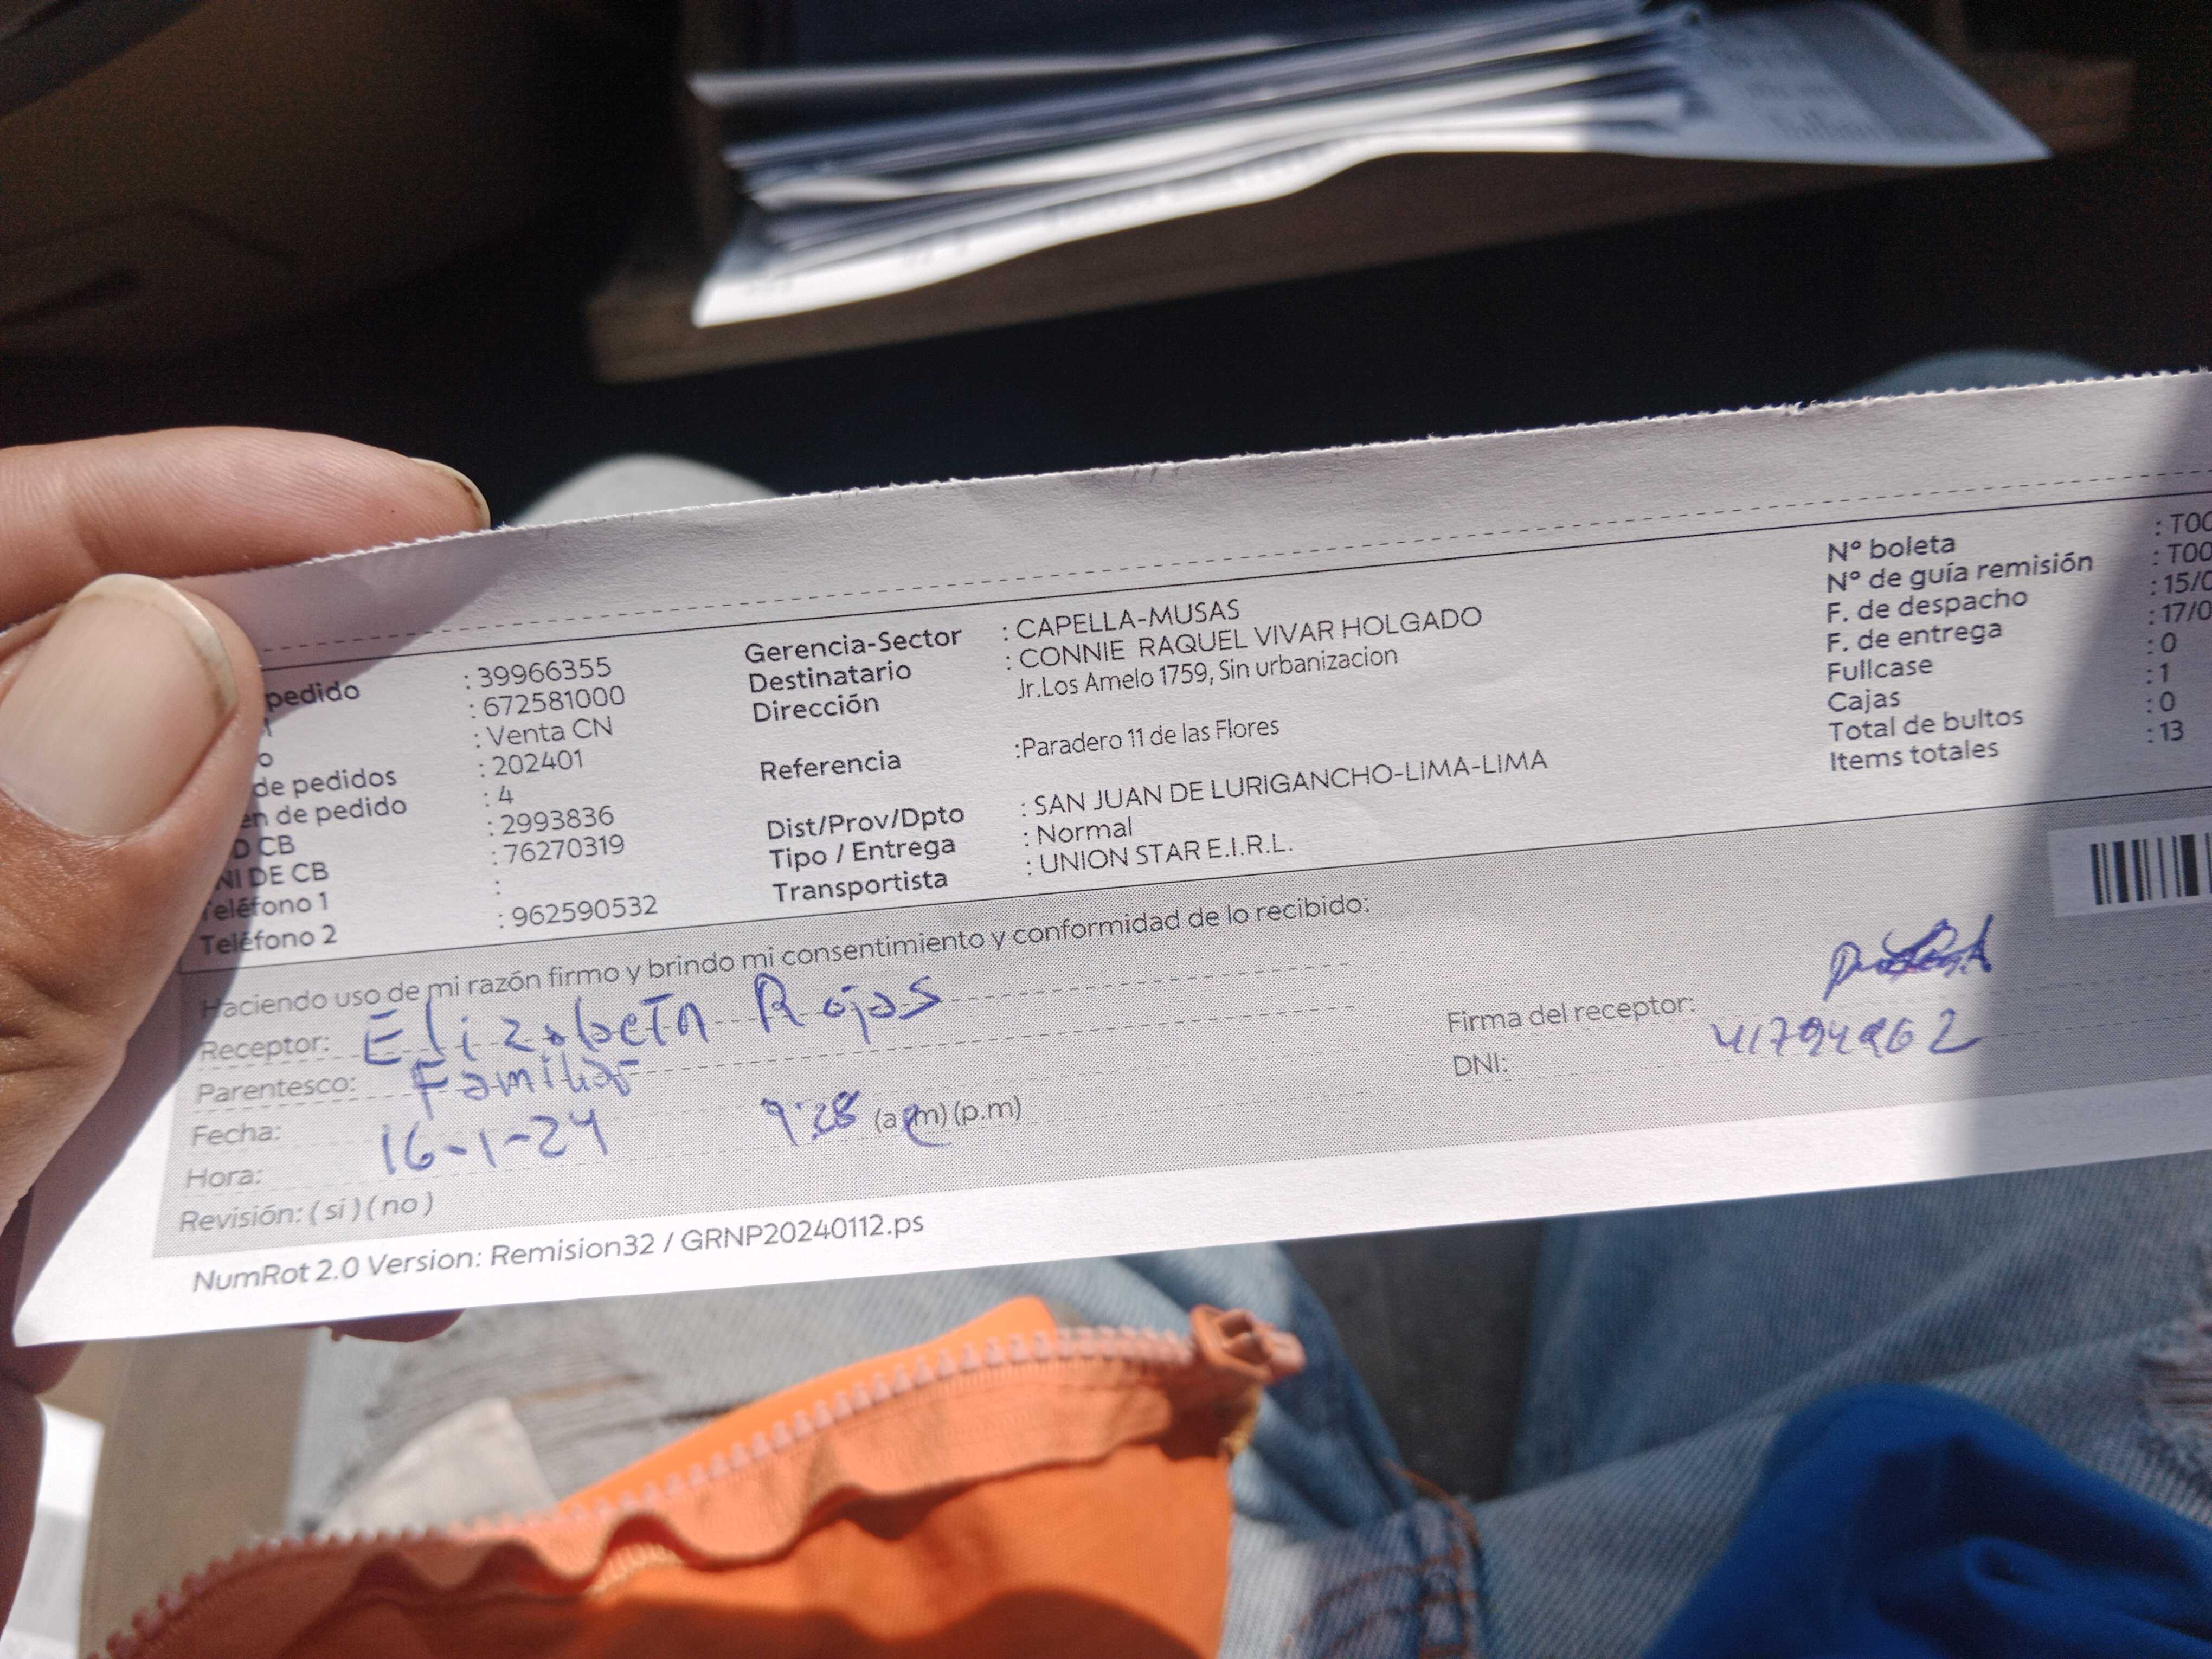 pedido : 39966355
: 672581000
o : Venta CN
de pedidos : 202401
en de pedido : 4
D CB : 2993836
NI DE CB : 76270319
Teléfono 1 :
Teléfono 2 : 962590532
Gerencia-Sector : CAPELLA-MUSAS
Destinatario : CONNIE RAQUEL VIVAR HOLGADO
Dirección Jr.Los Amelo 1759, Sin urbanizacion
Referencia :Paradero 11 de las Flores
Dist/Prov/Dpto : SAN JUAN DE LURIGANCHO-LIMA-LIMA
Tipo / Entrega : Normal
Transportista : UNION STAR E.I.R.L.
N° boleta : T00
N° de guía remisión : T00
F. de despacho : 15/0
F. de entrega : 17/0
Fullcase : 0
Cajas : 1
Total de bultos : 0
Items totales : 13
Haciendo uso de mi razón firmo y brindo mi consentimiento y conformidad de lo recibido:
Receptor: Elizabeth Rojas
Parentesco: Familiar
Fecha: 16-1-24
Hora: 9:28 (a.m) (p.m)
Revisión: ( si ) ( no )
Firma del receptor:
DNI:
NumRot 2.0 Version: Remision32 / GRNP20240112.ps